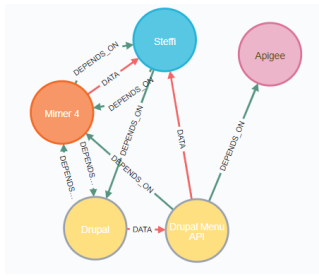 Steffi
Apigee
DEPENDS_ON
DATA
DEPENDS_ON
Mimer 4
DEPENDS_ON
DATA
DEPENDS_ON
DEPENDS_ON
DEPENDS...
DEPENDS...
Drupal
DATA
Drupal Menu
API